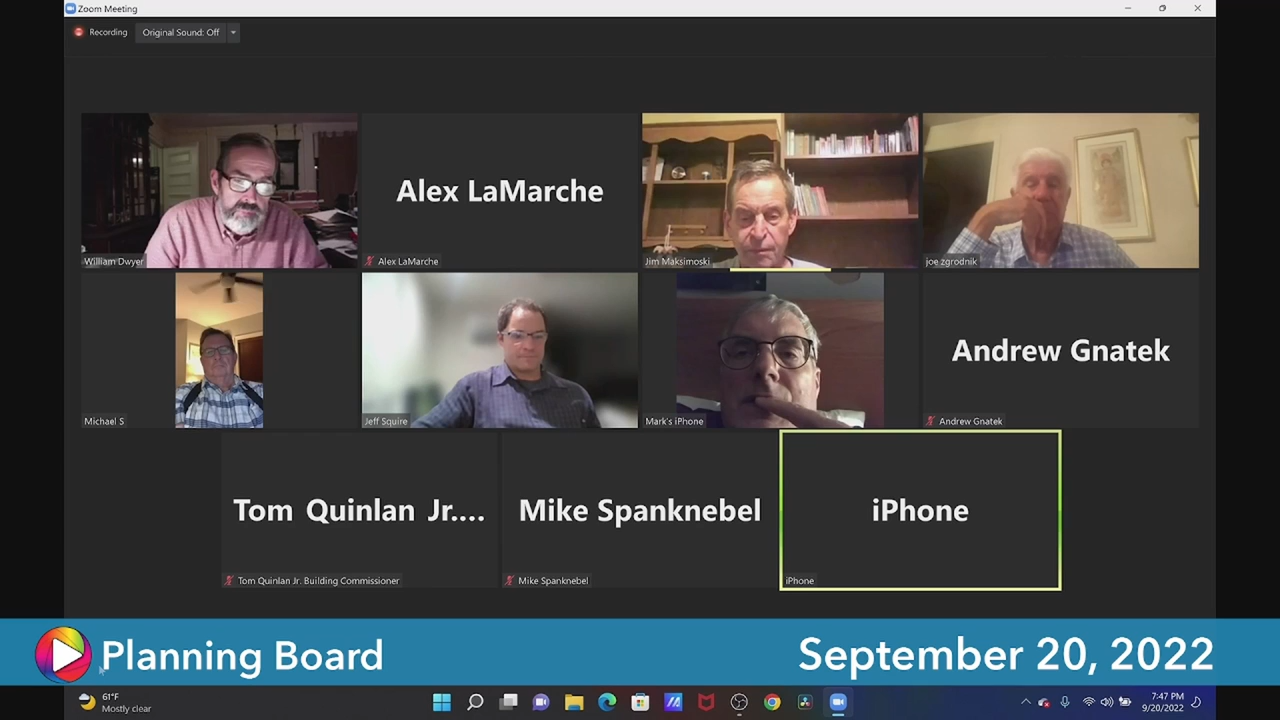 Zoom Meeting
Recording
Original Sound: Off
William Dwyer
Alex LaMarche
Alex LaMarche
Jim Maksimoski
joe zgrodnik
Michael S
Jeff Squire
Mark's iPhone
Andrew Gnatek
Andrew Gnatek
Tom Quinlan Jr....
Tom Quinlan Jr. Building Commissioner
Mike Spanknebel
Mike Spanknebel
iPhone
iPhone
Planning Board
September 20, 2022
61°F
Mostly clear
7:47 PM
9/20/2022